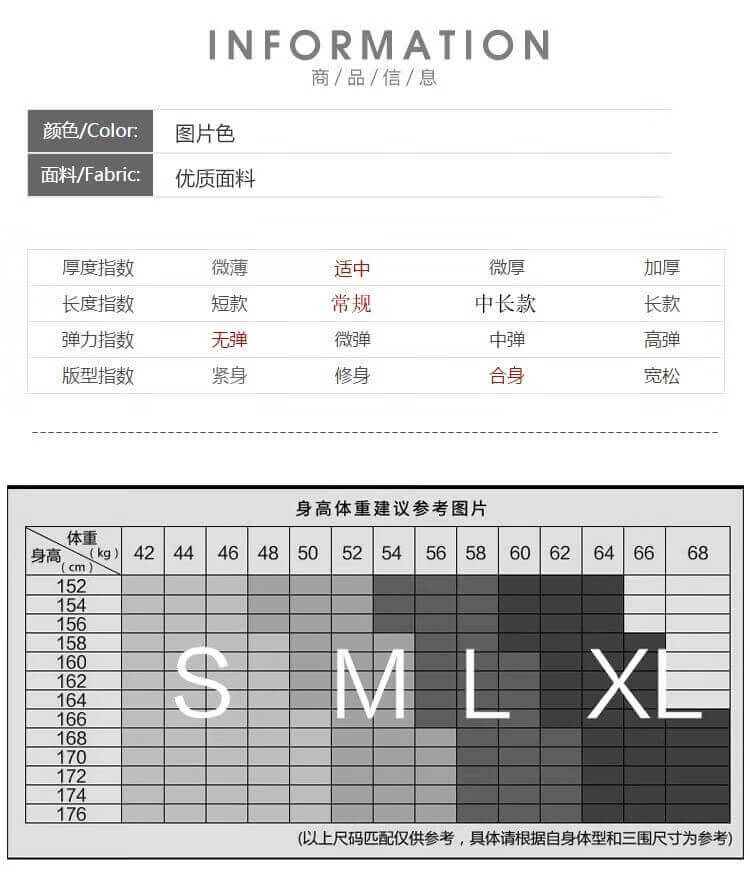 INFORMATION
商/品/信/息
颜色/Color: 图片色
面料/Fabric: 优质面料
厚度指数 微薄 适中 微厚 加厚
长度指数 短款 常规 中长款 长款
弹力指数 无弹 微弹 中弹 高弹
版型指数 紧身 修身 合身 宽松
身高体重建议参考图片
体重 (kg) 身高 (cm) 42 44 46 48 50 52 54 56 58 60 62 64 66 68
152
154
156
158
160
162
164
166
168
170
172
174
176
S M L XL
(以上尺码匹配仅供参考，具体请根据自身体型和三围尺寸为参考)